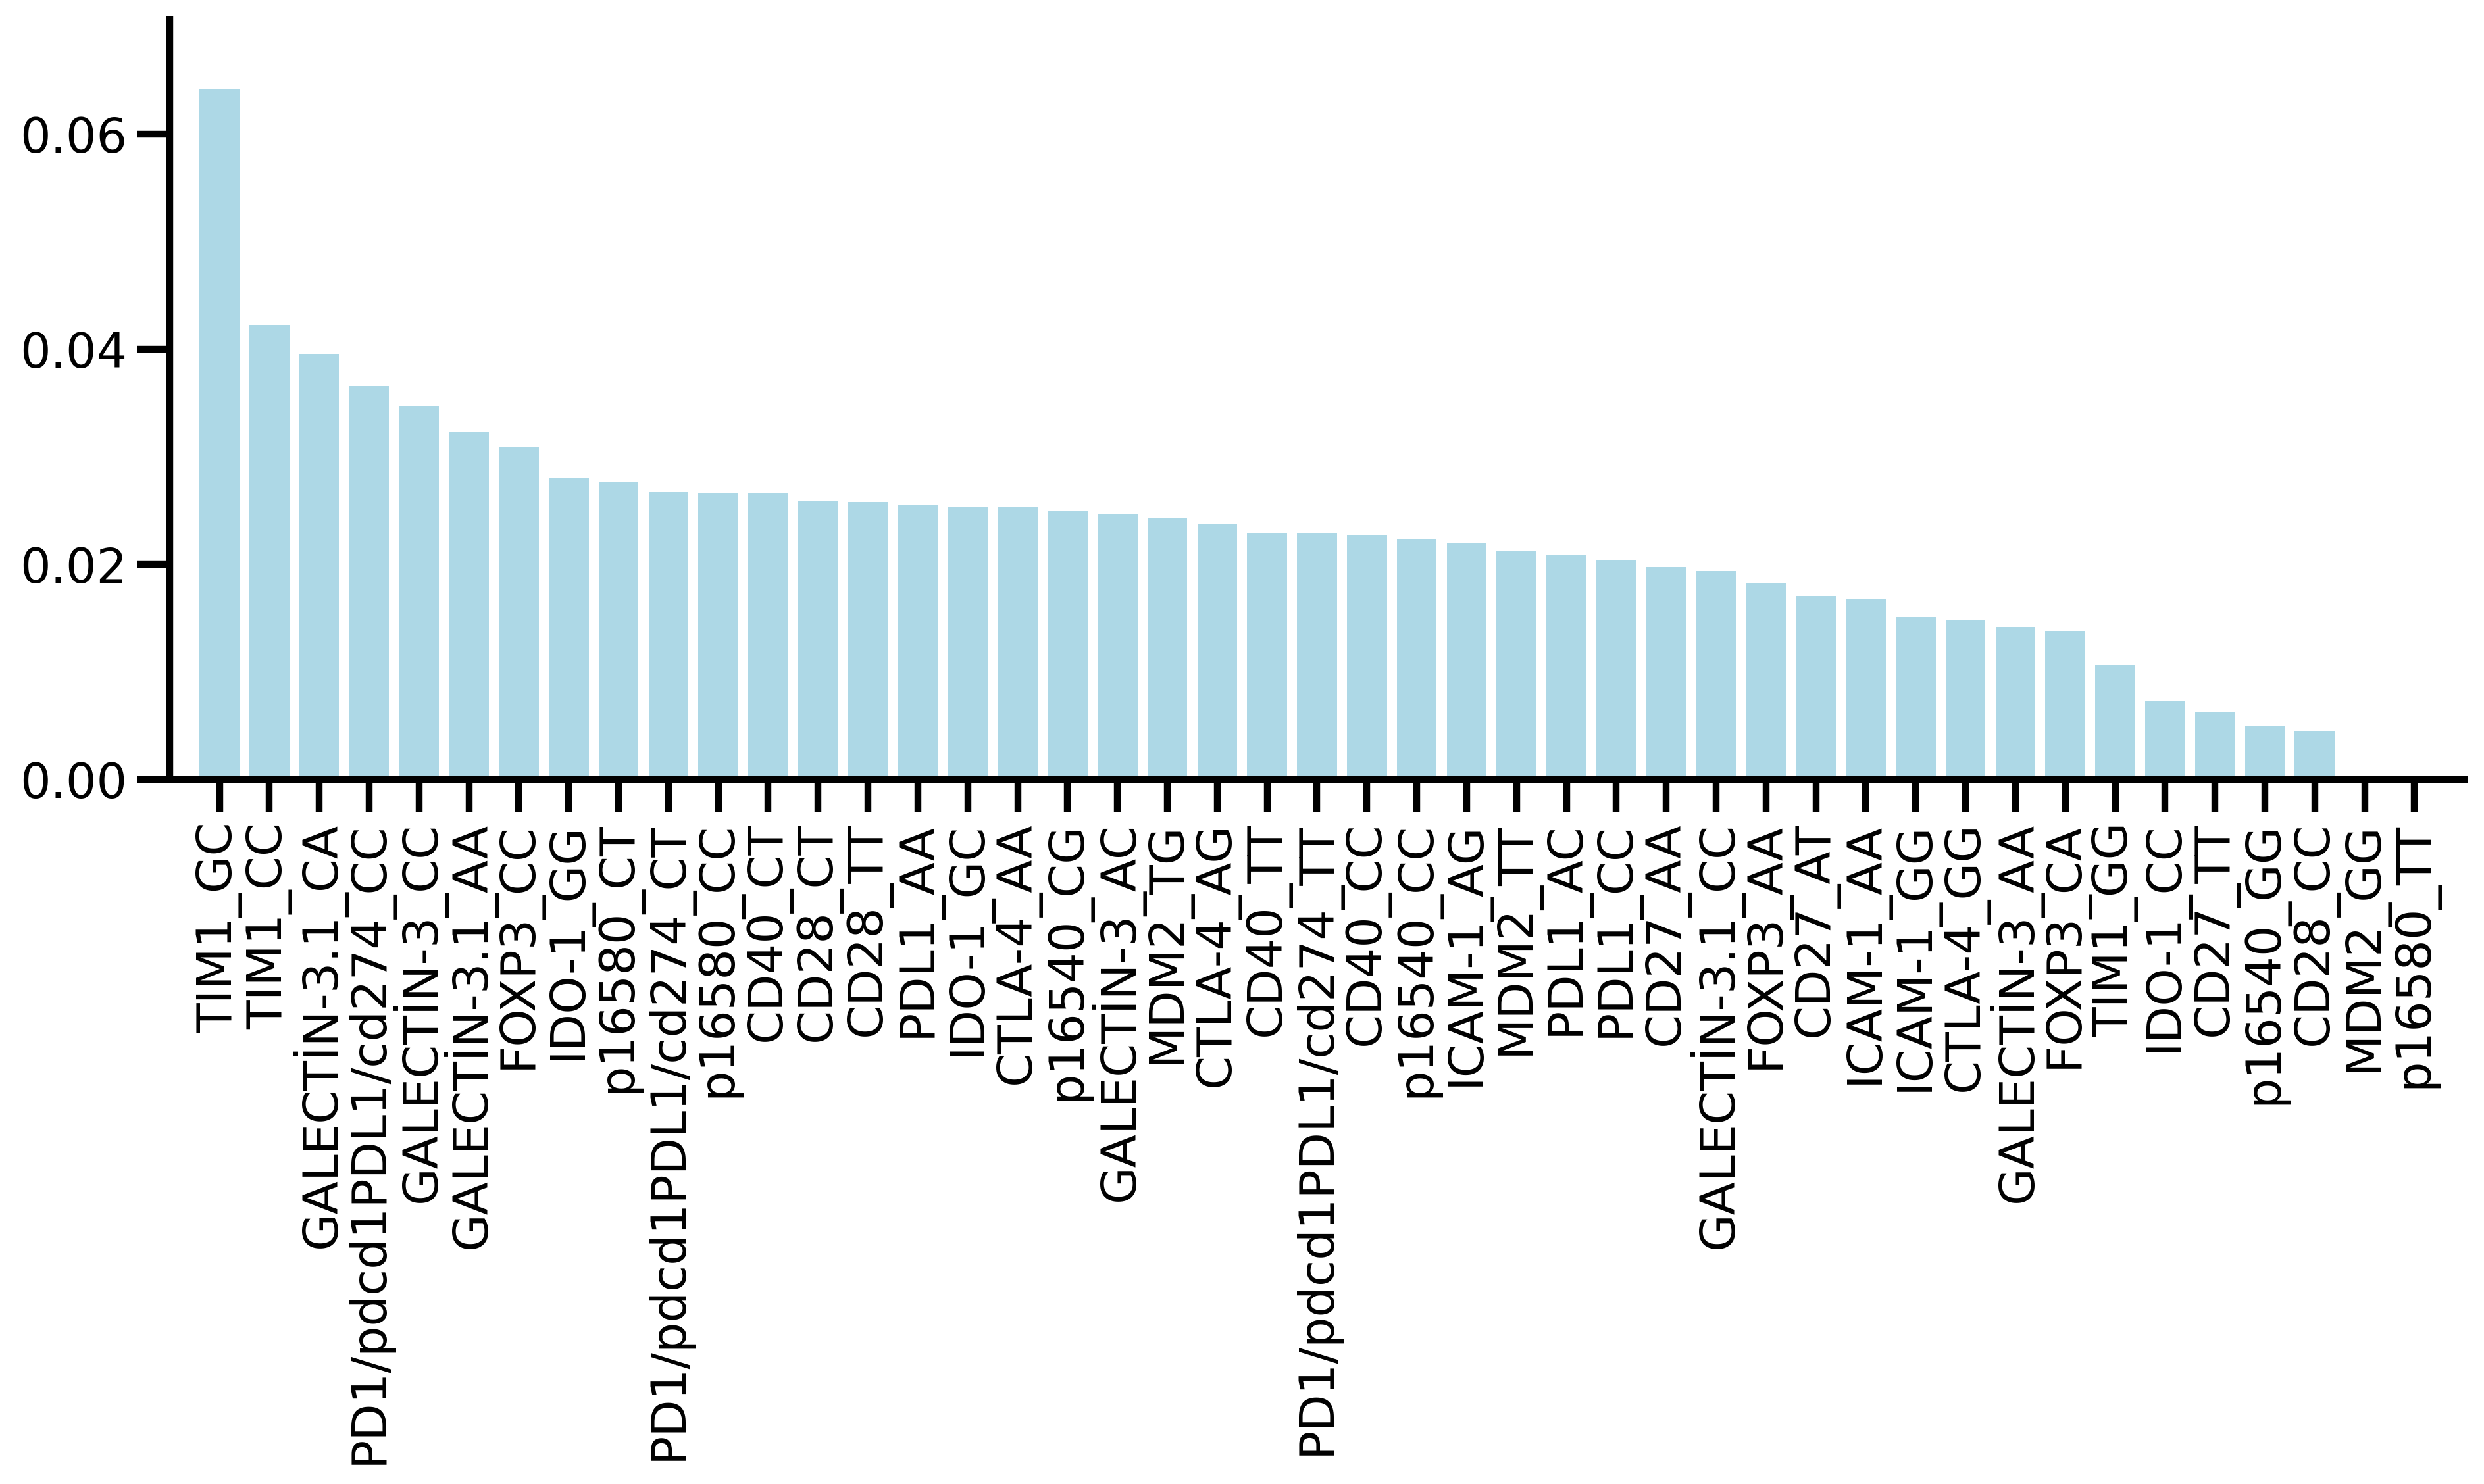 0.06
0.04
0.02
0.00
TIM1_GC
TIM1_CC
GALECTİN-3.1_CA
PD1/pdcd1PDL1/cd274_CC
GALECTİN-3_CC
GALECTİN-3.1_AA
FOXP3_CC
IDO-1_GG
p16580_CT
PD1/pdcd1PDL1/cd274_CT
p16580_CC
CD40_CT
CD28_CT
CD28_TT
PDL1_AA
IDO-1_GC
CTLA-4_AA
p16540_CG
GALECTİN-3_AC
MDM2_TG
CTLA-4_AG
CD40_TT
PD1/pdcd1PDL1/cd274_TT
CD40_CC
p16540_CC
ICAM-1_AG
MDM2_TT
PDL1_AC
PDL1_CC
CD27_AA
GALECTİN-3.1_CC
FOXP3_AA
CD27_AT
ICAM-1_AA
ICAM-1_GG
CTLA-4_GG
GALECTİN-3_AA
FOXP3_CA
TIM1_GG
IDO-1_CC
CD27_TT
p16540_GG
CD28_CC
MDM2_GG
p16580_TT